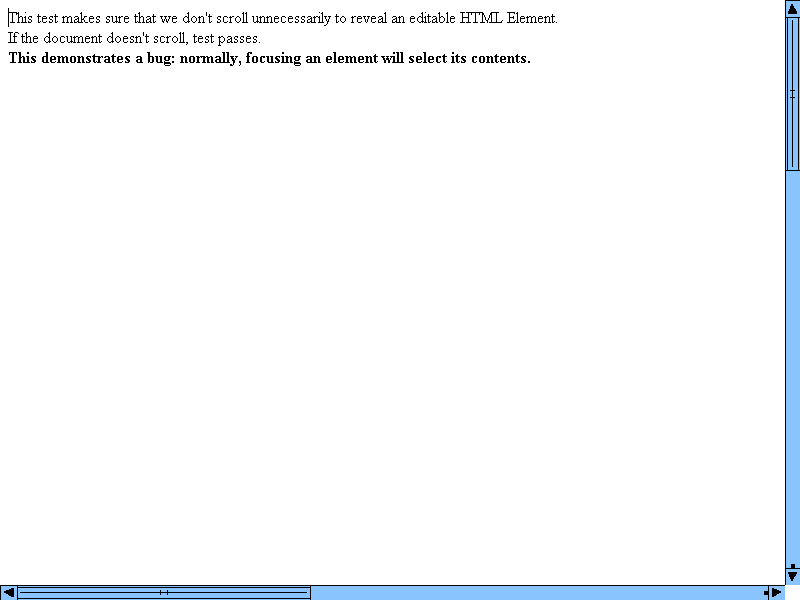 This test makes sure that we don't scroll unnecessarily to reveal an editable HTML Element.
If the document doesn't scroll, test passes.
This demonstrates a bug: normally, focusing an element will select its contents.